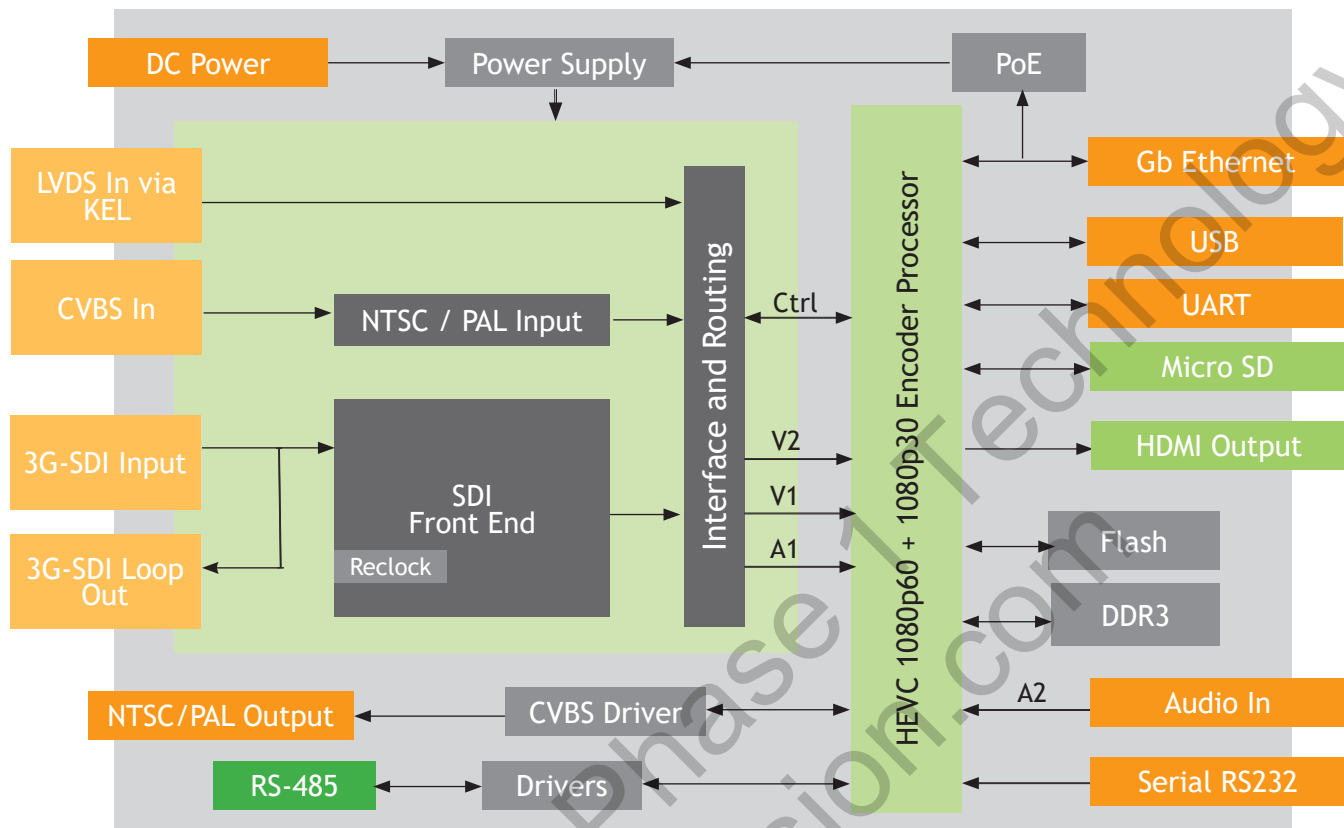 DC Power
Power Supply
PoE
LVDS In via
KEL
Gb Ethernet
USB
CVBS In
NTSC / PAL Input
Interface and Routing
Ctrl
HEVC 1080p60 + 1080p30 Encoder Processor
UART
Micro SD
3G-SDI Input
SDI
Front End
Reclock
V2
V1
A1
HDMI Output
3G-SDI Loop
Out
Flash
DDR3
NTSC/PAL Output
CVBS Driver
A2
Audio In
RS-485
Drivers
Serial RS232
Phase 1 Technology
sion.com